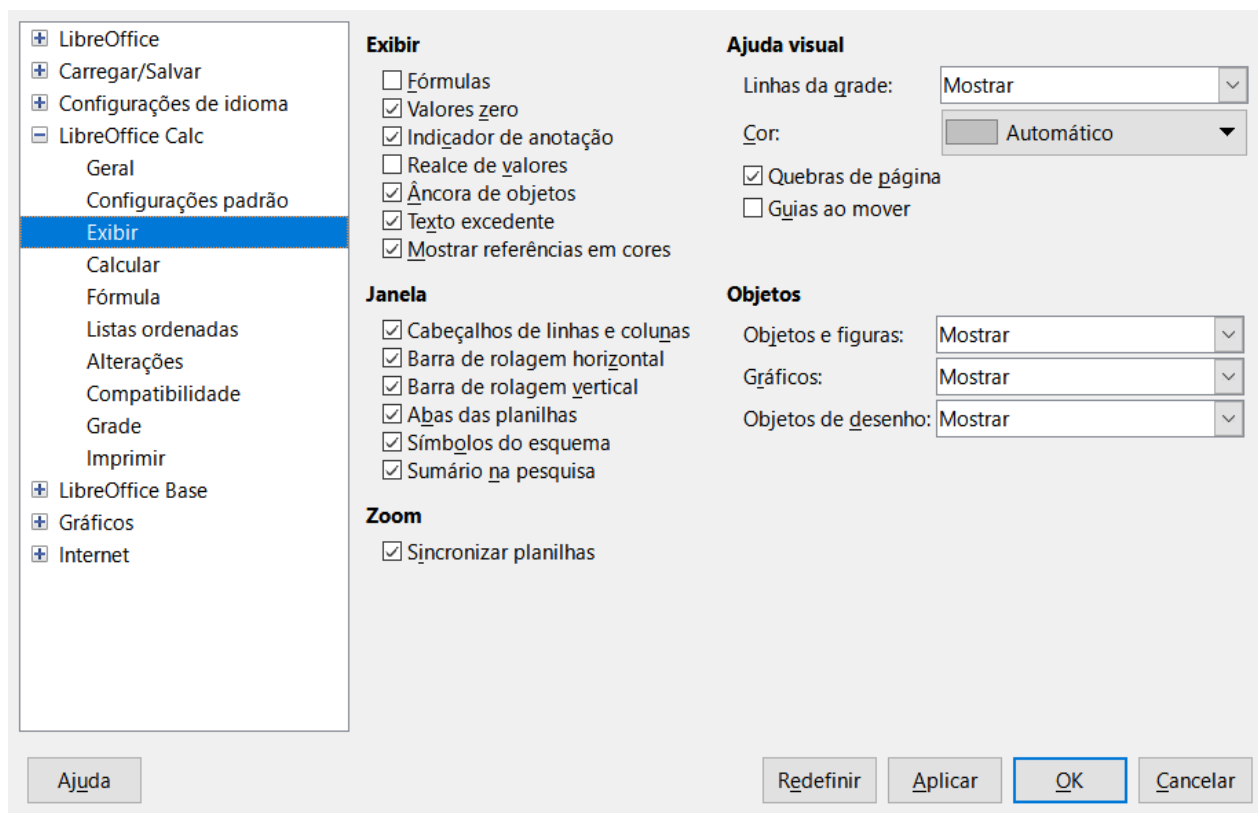 LibreOffice
Carregar/Salvar
Configurações de idioma
LibreOffice Calc
Geral
Configurações padrão
Exibir
Calcular
Fórmula
Listas ordenadas
Alterações
Compatibilidade
Grade
Imprimir
LibreOffice Base
Gráficos
Internet
Exibir
Fórmulas
Valores zero
Indicador de anotação
Realce de valores
Âncora de objetos
Texto excedente
Mostrar referências em cores
Janela
Cabeçalhos de linhas e colunas
Barra de rolagem horizontal
Barra de rolagem vertical
Abas das planilhas
Símbolos do esquema
Sumário na pesquisa
Zoom
Sincronizar planilhas
Ajuda visual
Linhas da grade: Mostrar
Cor: Automático
Quebras de página
Guias ao mover
Objetos
Objetos e figuras: Mostrar
Gráficos: Mostrar
Objetos de desenho: Mostrar
Ajuda Redefinir Aplicar OK Cancelar